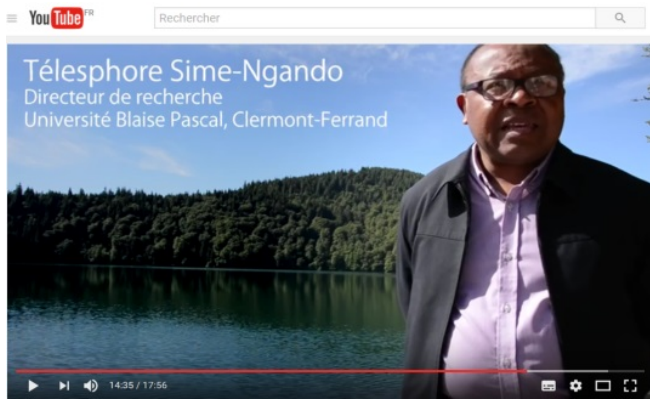 YouTube FR
Rechercher
Télesphore Sime-Ngando
Directeur de recherche
Université Blaise Pascal, Clermont-Ferrand
14:35 / 17:56